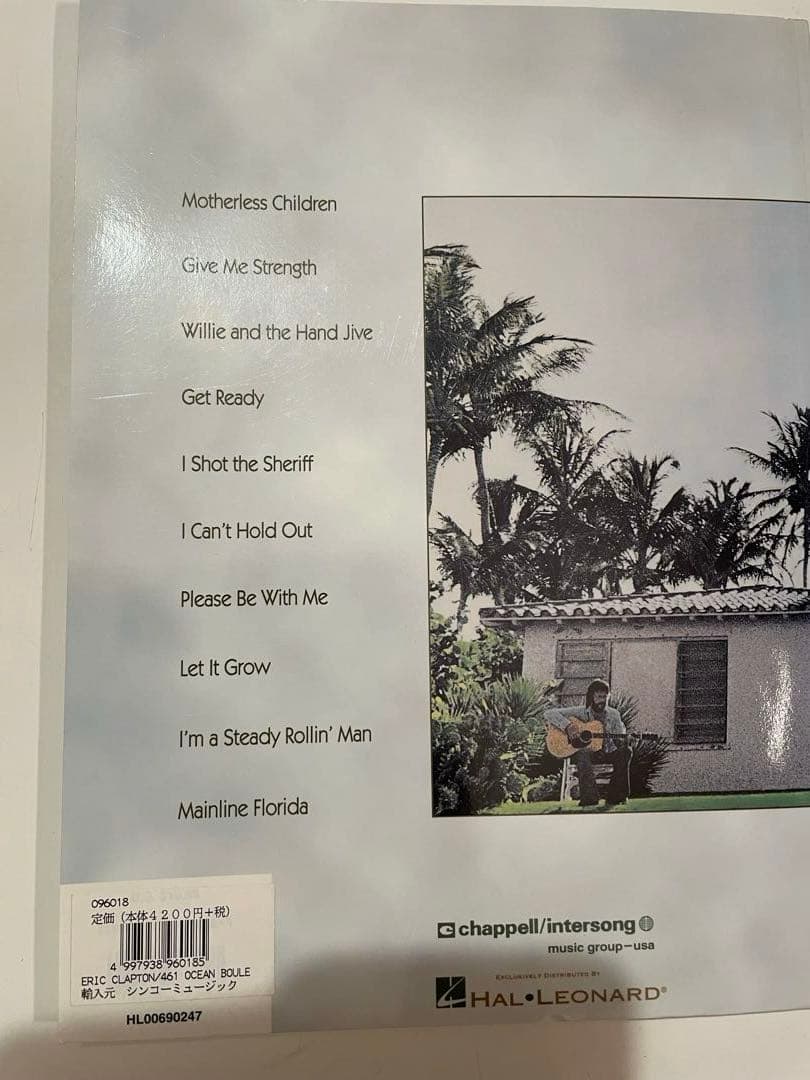 Motherless Children
Give Me Strength
Willie and the Hand Jive
Get Ready
I Shot the Sheriff
I Can't Hold Out
Please Be With Me
Let It Grow
I'm a Steady Rollin' Man
Mainline Florida
096018
定価(本体4200円+税)
4 997938 960185
ERIC CLAPTON/461 OCEAN BOULE
輸入元 シンコーミュージック
HL00690247
chappell/intersong
music group-usa
EXCLUSIVELY DISTRIBUTED BY
HAL•LEONARD®